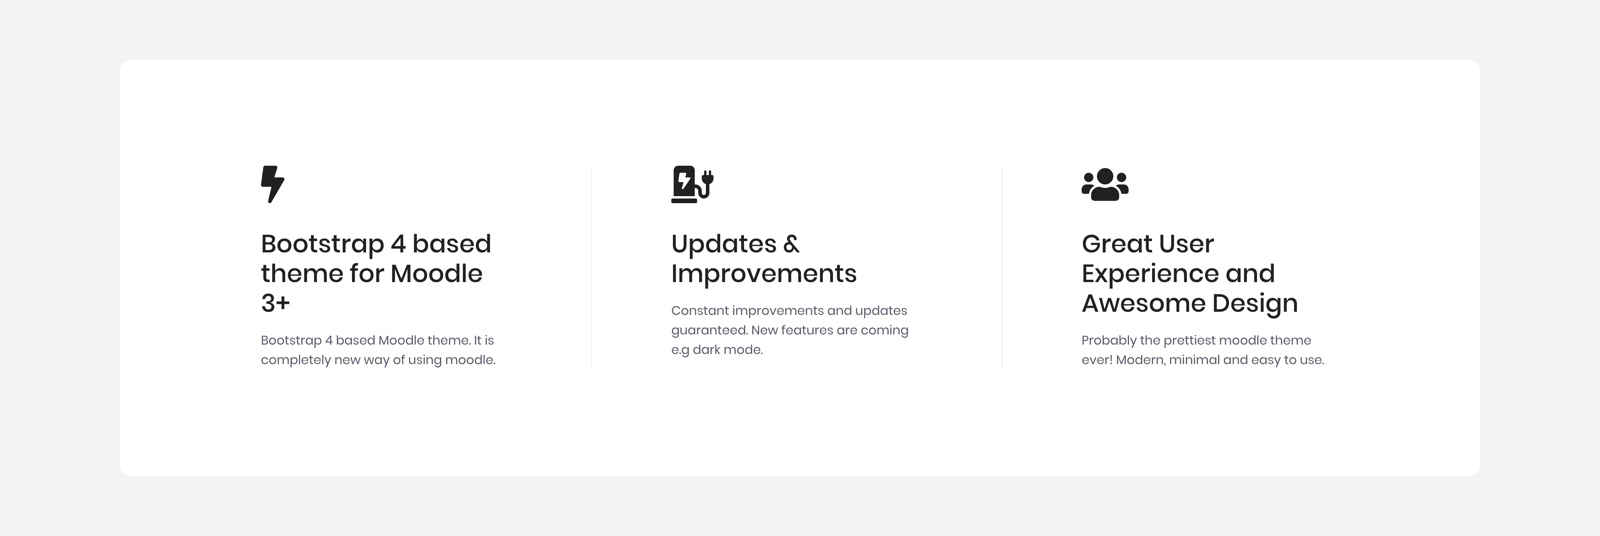 Bootstrap 4 based
theme for Moodle
3+
Bootstrap 4 based Moodle theme. It is
completely new way of using moodle.
Updates &
Improvements
Constant improvements and updates
guaranteed. New features are coming
e.g dark mode.
Great User
Experience and
Awesome Design
Probably the prettiest moodle theme
ever! Modern, minimal and easy to use.